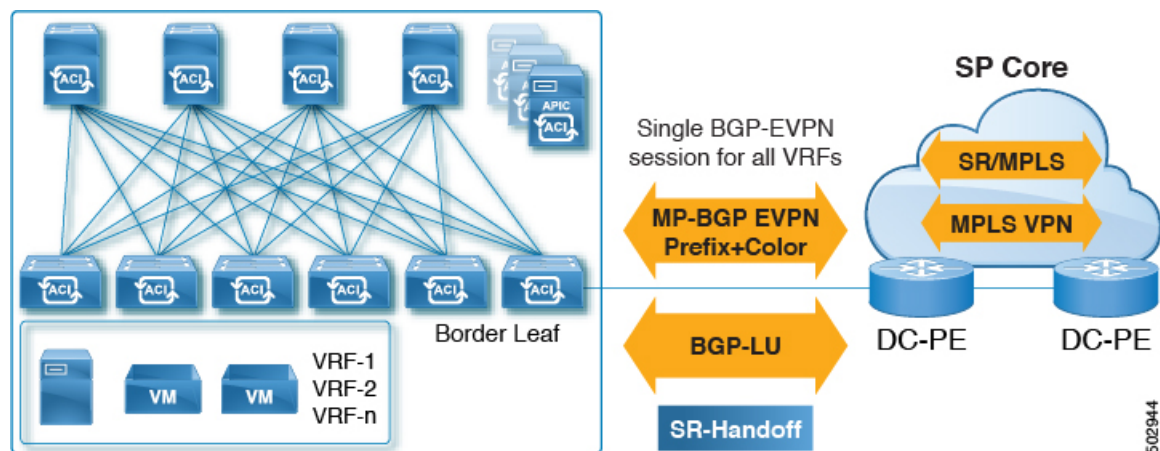 ACI
ACI
ACI
ACI
ACI
ACI
APIC
ACI
SP Core
Single BGP-EVPN
session for all VRFs
SR/MPLS
MP-BGP EVPN
Prefix+Color
MPLS VPN
ACI
ACI
ACI
ACI
ACI
ACI
Border Leaf
BGP-LU
DC-PE
DC-PE
VM
VM
VRF-1
VRF-2
VRF-n
SR-Handoff
502944